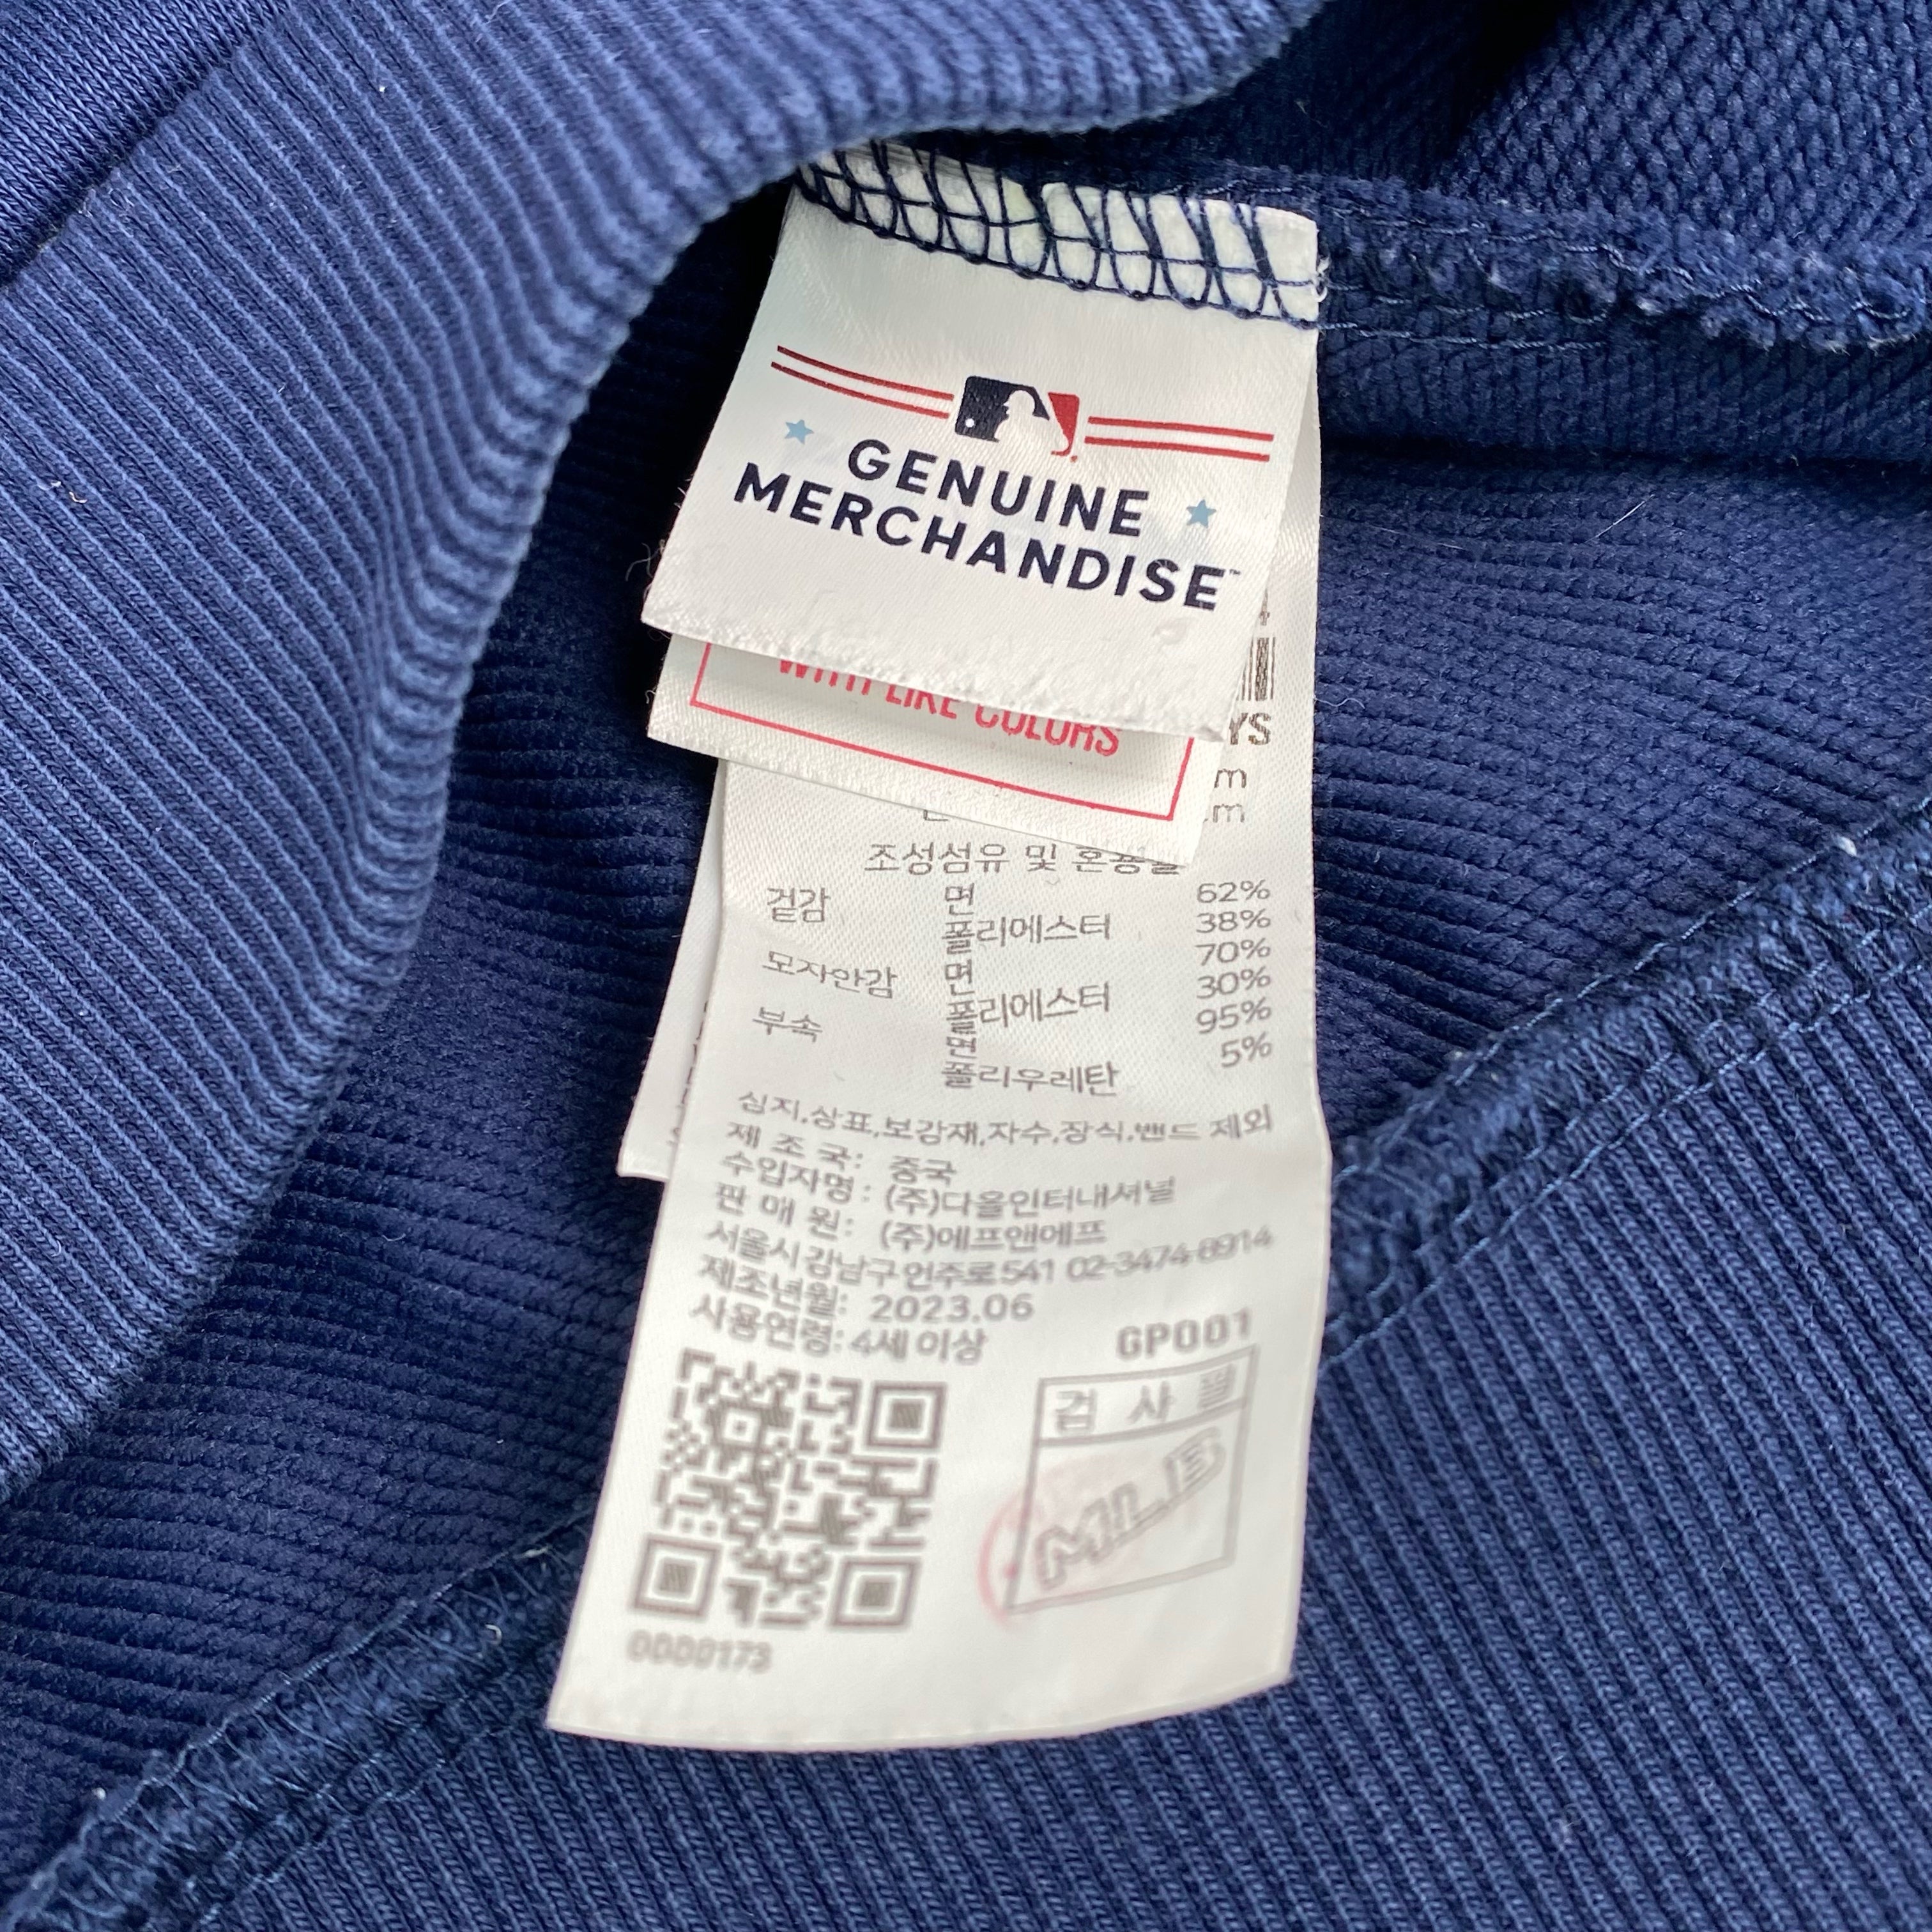 GENUINE
MERCHANDISE™
WITH LIKE COLORS
YS
m
cm
조성섬유 및 혼용율
겉감 면 62%
폴리에스터 38%
모자안감 면 70%
폴리에스터 30%
부속 면 95%
폴리우레탄 5%
심지,상표,보강재,자수,장식,밴드 제외
제 조 국: 중국
수입자명: (주)다올인터내셔널
판 매 원: (주)에프앤에프
서울시 강남구 언주로 541 02-3474-8914
제조년월: 2023.06
사용연령: 4세 이상
GP001
검 사 필
MLB
0000173